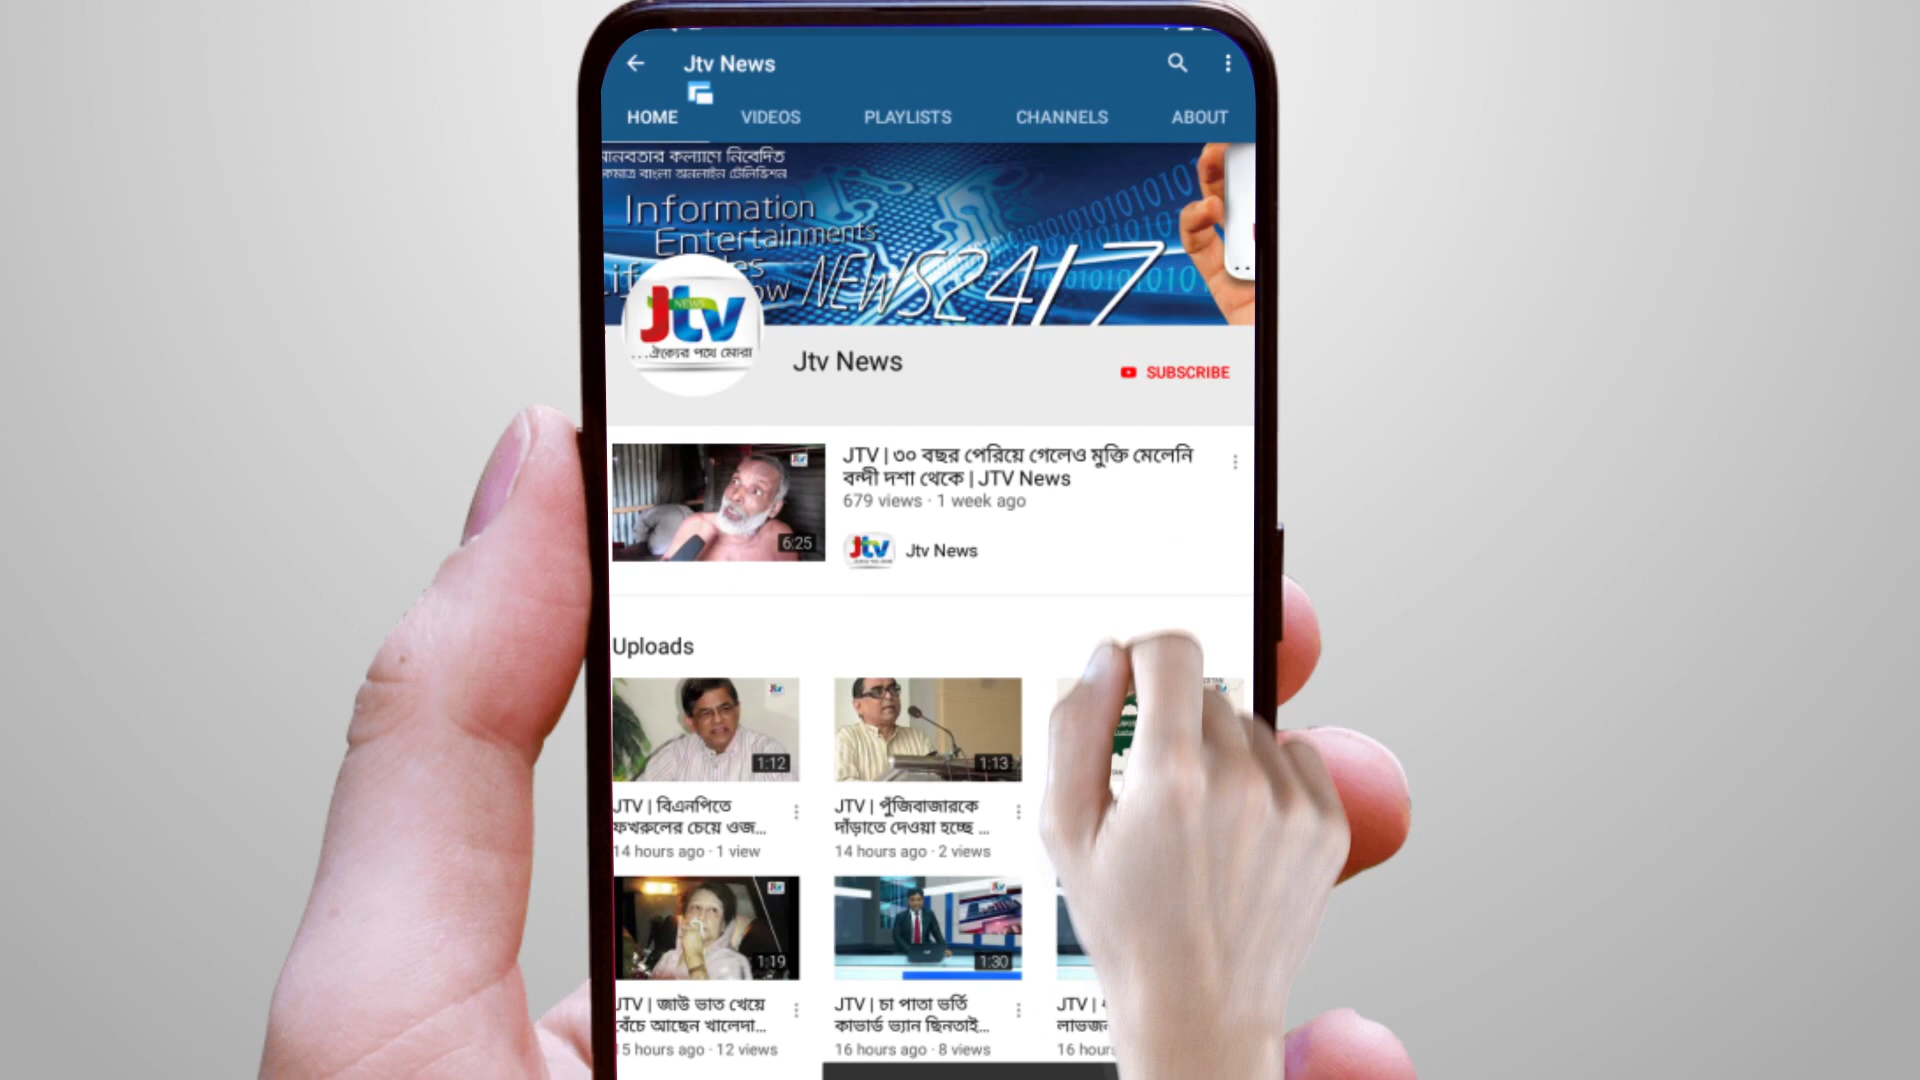 Jtv News
HOME VIDEOS PLAYLISTS CHANNELS ABOUT
মানবতার কল্যাণে নিবেদিত
একমাত্র বাংলা অনলাইন টেলিভিশন
Information
Entertainments
NEWS24/7
NEWS
Jtv
...ঐক্যের পথে মোরা
Jtv News
SUBSCRIBE
JTV | ৩০ বছর পেরিয়ে গেলেও মুক্তি মেলেনি
বন্দী দশা থেকে | JTV News
679 views · 1 week ago
6:25
Jtv
Jtv News
Uploads
1:12
1:13
JTV | বিএনপিতে
ফখরুলের চেয়ে ওজ...
14 hours ago · 1 view
JTV | পুঁজিবাজারকে
দাঁড়াতে দেওয়া হচ্ছে ...
14 hours ago · 2 views
1:19
1:30
JTV | জাউ ভাত খেয়ে
বেঁচে আছেন খালেদা...
15 hours ago · 12 views
JTV | চা পাতা ভর্তি
কাভার্ড ভ্যান ছিনতাই...
16 hours ago · 8 views
JTV |
16 hours